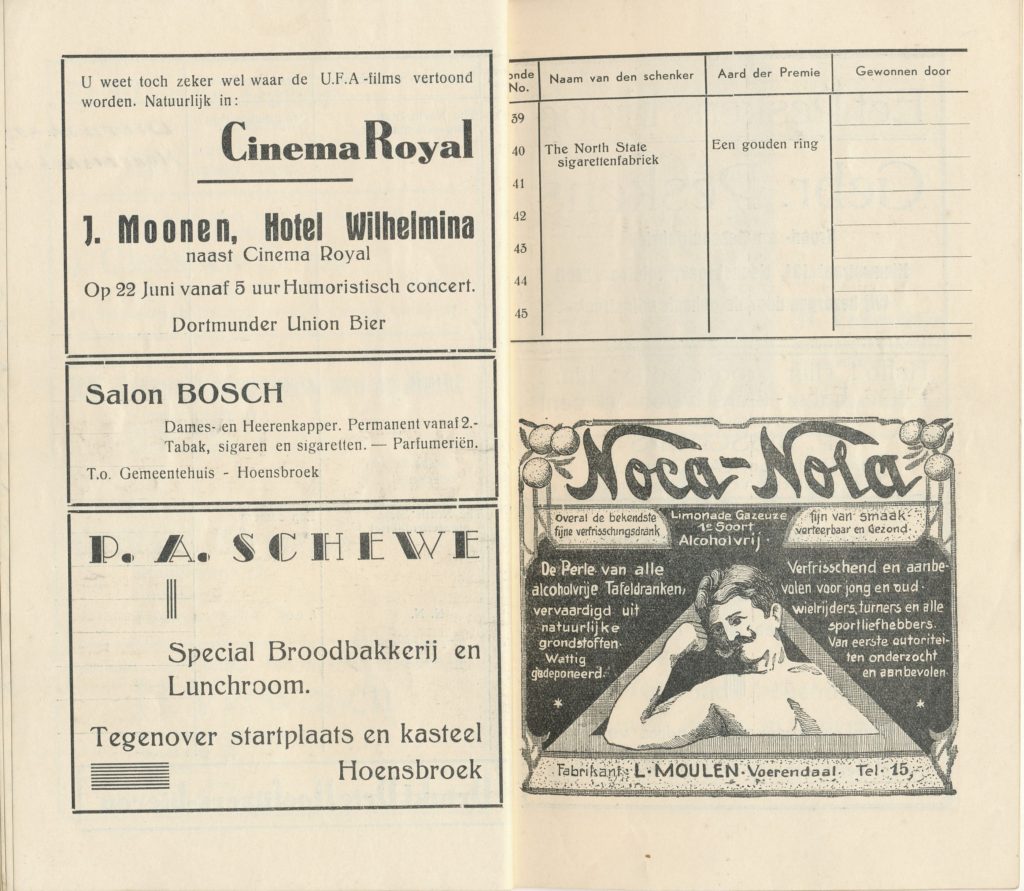 U weet toch zeker wel waar de U.F.A-films vertoond
worden. Natuurlijk in:
Cinema Royal
J. Moonen, Hotel Wilhelmina
naast Cinema Royal
Op 22 Juni vanaf 5 uur Humoristisch concert.
Dortmunder Union Bier
Salon BOSCH
Dames- en Heerenkapper. Permanent vanaf 2.-
Tabak, sigaren en sigaretten. — Parfumeriën.
T.o. Gemeentehuis - Hoensbroek
P. A. SCHEWE
Special Broodbakkerij en
Lunchroom.
Tegenover startplaats en kasteel
Hoensbroek
onde No. Naam van den schenker Aard der Premie Gewonnen door
39
40 The North State sigarettenfabriek Een gouden ring
41
42
43
44
45
Noca-Nola
Overal de bekendste
fijne verfrisschingsdrank
Limonade Gazeuze
1e Soort
Alcoholvrij.
fijn van smaak
verteerbaar en Gezond.
De Perle van alle
alcoholvrije Tafeldranken,
vervaardigd uit
natuurlijke
grondstoffen.
Wattig
gedeponeerd.
Verfrisschend en aanbe-
volen voor jong en oud.
wielrijders, turners en alle
sportliefhebbers.
Van eerste autoritei-
ten onderzocht
en aanbevolen
Fabrikant: L. MOULEN. Voerendaal. Tel. 15,